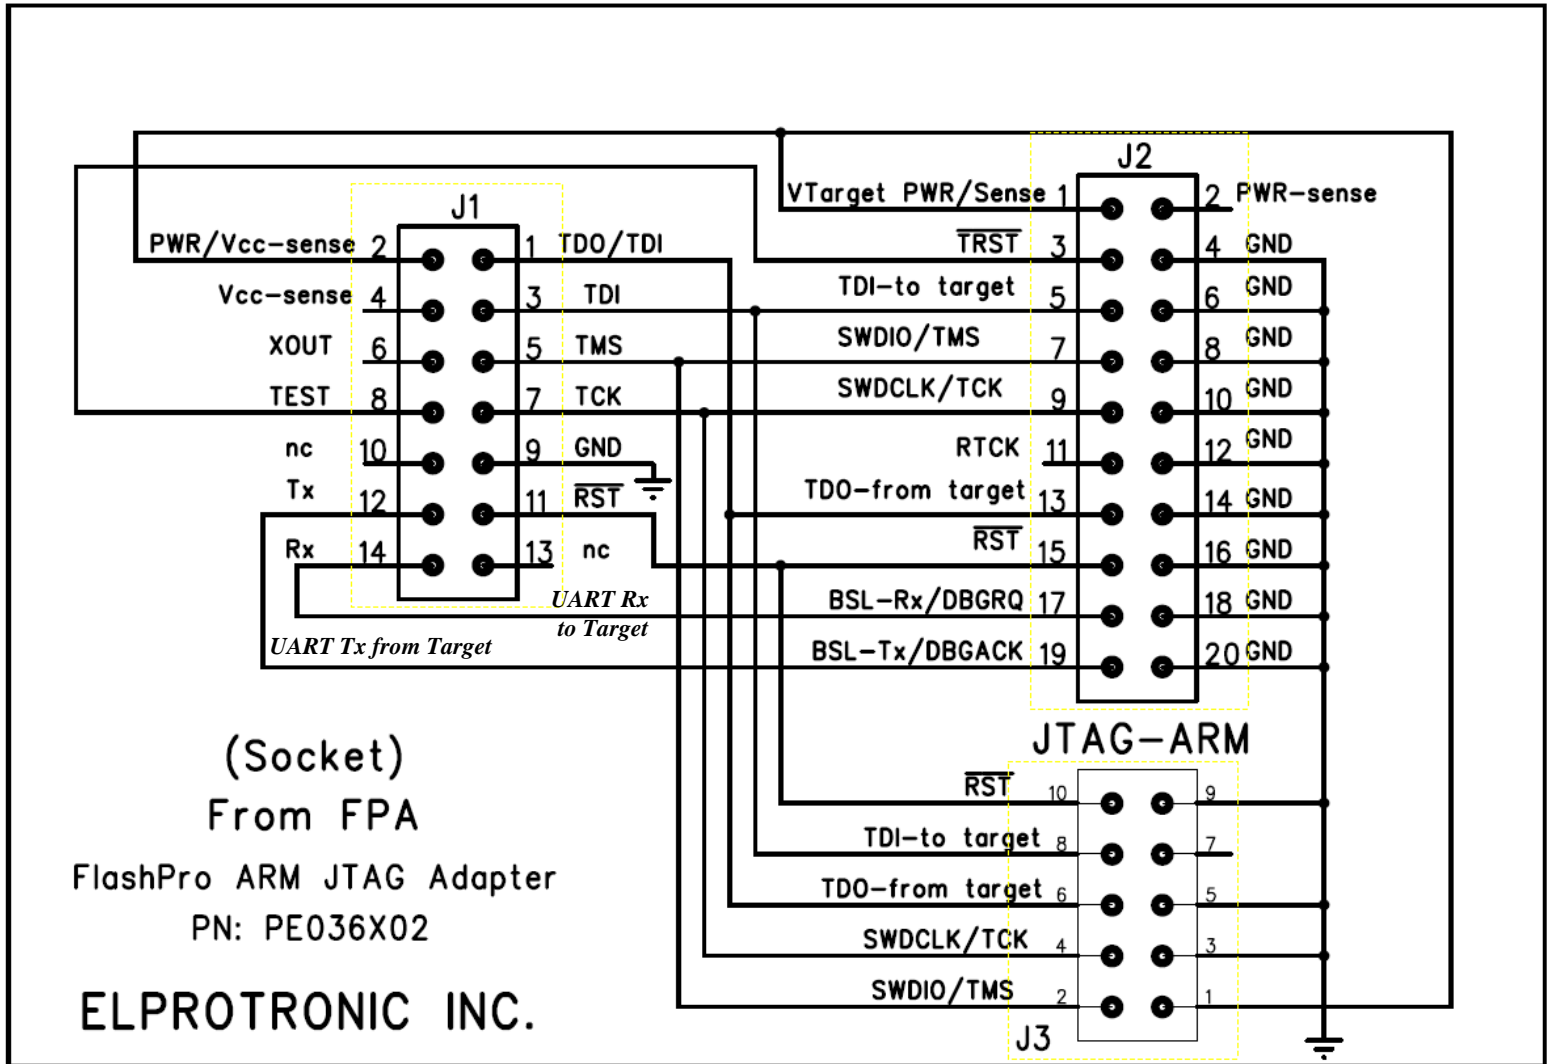 J2
VTarget PWR/Sense 1
2 PWR-sense
J1
PWR/Vcc-sense 2
1 TDO/TDI
TRST 3
4 GND
Vcc-sense 4
3 TDI
TDI-to target 5
6 GND
XOUT 6
5 TMS
SWDIO/TMS 7
8 GND
TEST 8
7 TCK
SWDCLK/TCK 9
10 GND
nc 10
9 GND
RTCK 11
12 GND
Tx 12
11 RST
TDO-from target 13
14 GND
Rx 14
13 nc
RST 15
16 GND
UART Rx
to Target
BSL-Rx/DBGRQ 17
18 GND
UART Tx from Target
BSL-Tx/DBGACK 19
20 GND
JTAG-ARM
(Socket)
From FPA
FlashPro ARM JTAG Adapter
PN: PE036X02
ELPROTRONIC INC.
RST 10
9
TDI-to target 8
7
TDO-from target 6
5
SWDCLK/TCK 4
3
SWDIO/TMS 2
1
J3